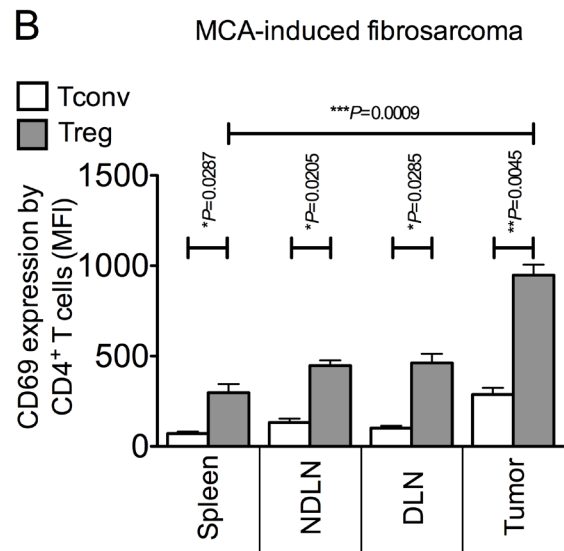 B
MCA-induced fibrosarcoma
Tconv
Treg
***P=0.0009
*P=0.0287
*P=0.0205
*P=0.0285
**P=0.0045
CD69 expression by
CD4+ T cells (MFI)
1500
1000
500
0
Spleen
NDLN
DLN
Tumor